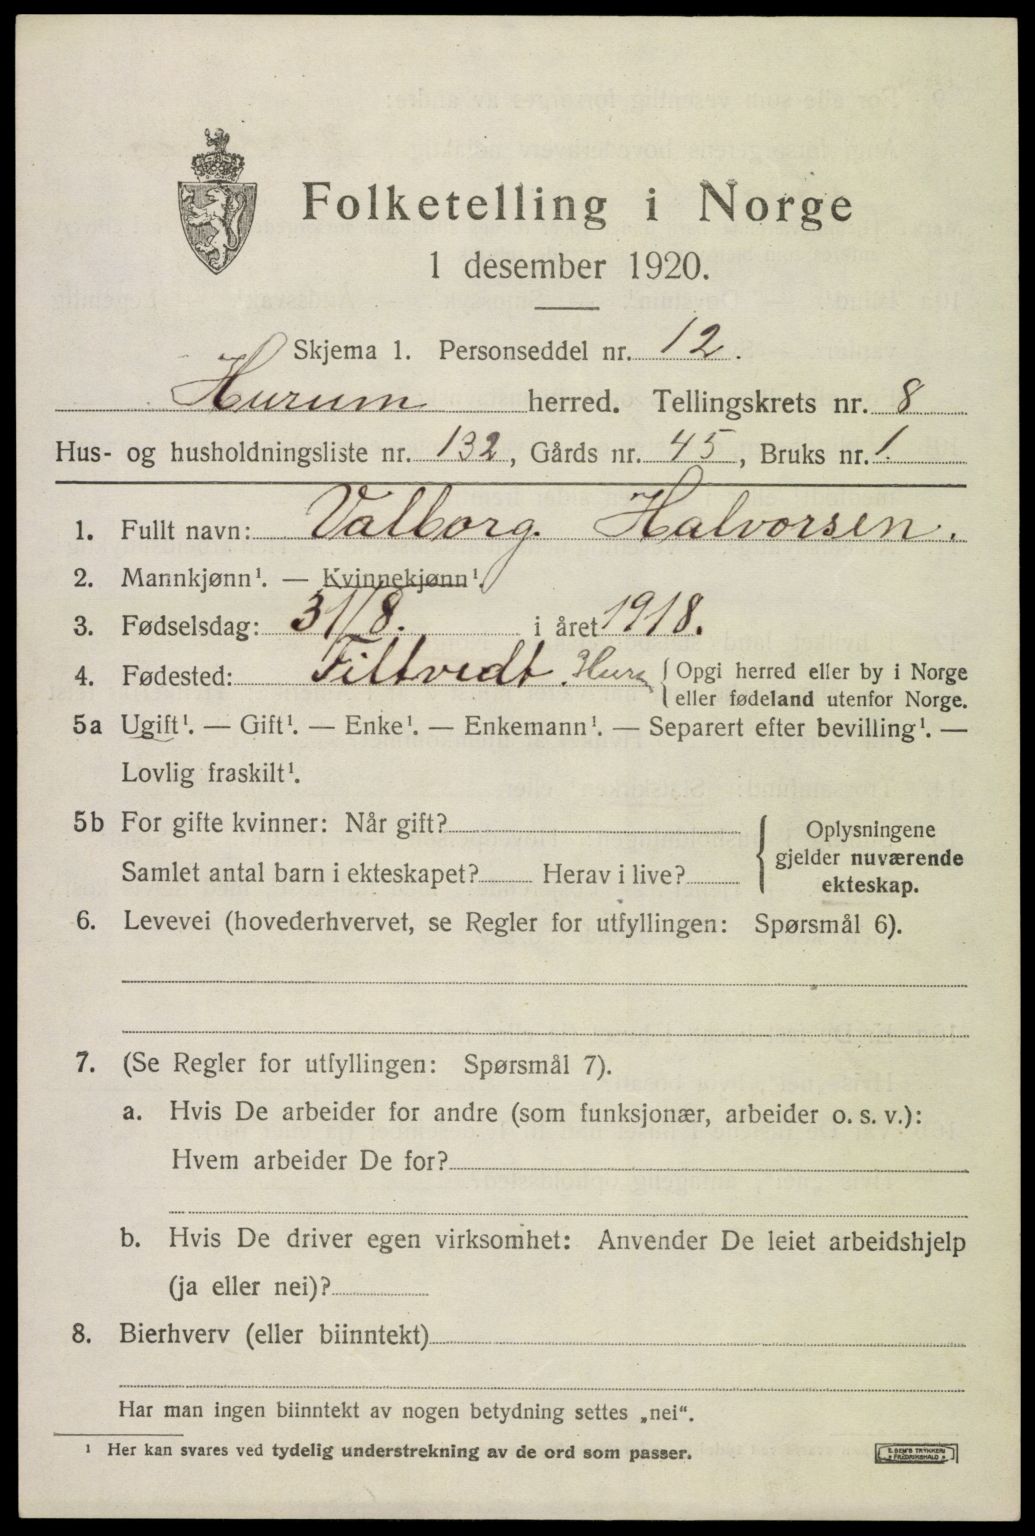 Folketelling i Norge
1 desember 1920.
Skjema 1. Personseddel nr. 12.
Hurum herred. Tellingskrets nr. 8
Hus- og husholdningsliste nr. 132, Gårds nr. 45, Bruks nr. 1.
1. Fullt navn: Valborg Halvorsen.
2. Mannkjønn¹. — Kvinnekjønn¹.
3. Fødselsdag: 31/8. i året 1918.
4. Fødested: Filtvedt. Hurum { Opgi herred eller by i Norge
eller fødeland utenfor Norge.
5a Ugift¹. — Gift¹. — Enke¹. — Enkemann¹. — Separert efter bevilling¹. —
Lovlig fraskilt¹.
5b For gifte kvinner: Når gift?
Samlet antal barn i ekteskapet? Herav i live?
{ Oplysningene
gjelder nuværende
ekteskap.
6. Levevei (hovederhvervet, se Regler for utfyllingen: Spørsmål 6).
7. (Se Regler for utfyllingen: Spørsmål 7).
a. Hvis De arbeider for andre (som funksjonær, arbeider o. s. v.):
Hvem arbeider De for?
b. Hvis De driver egen virksomhet: Anvender De leiet arbeidshjelp
(ja eller nei)?
8. Bierhverv (eller biinntekt)
Har man ingen biinntekt av nogen betydning settes „nei“.
¹ Her kan svares ved tydelig understrekning av de ord som passer.